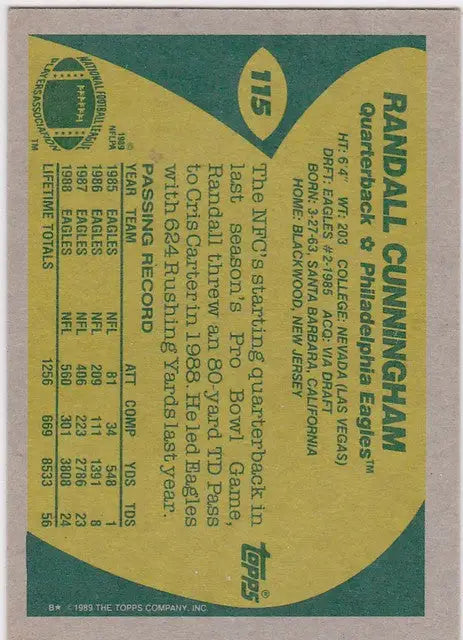 115
RANDALL CUNNINGHAM
Quarterback ✪ Philadelphia Eagles™
HT: 6'4" WT: 203 COLLEGE: NEVADA (LAS VEGAS)
DRFT: EAGLES #2-1985 ACQ: VIA DRAFT
BORN: 3-27-63 SANTA BARBARA, CALIFORNIA
HOME: BLACKWOOD, NEW JERSEY
The NFC's starting quarterback in
last season's Pro Bowl Game,
Randall threw an 80-yard TD Pass
to Cris Carter in 1988. He led Eagles
with 624 Rushing Yards last year.
topps
NATIONAL FOOTBALL LEAGUE
PLAYERS ASSOCIATION
TM
©
1989
NFLPA
PASSING RECORD
YEAR TEAM ATT COMP YDS TDS
1985 EAGLES NFL 81 34 548 1
1986 EAGLES NFL 209 111 1391 8
1987 EAGLES NFL 406 223 2786 23
1988 EAGLES NFL 560 301 3808 24
LIFETIME TOTALS 1256 669 8533 56
B★ ©1989 THE TOPPS COMPANY, INC